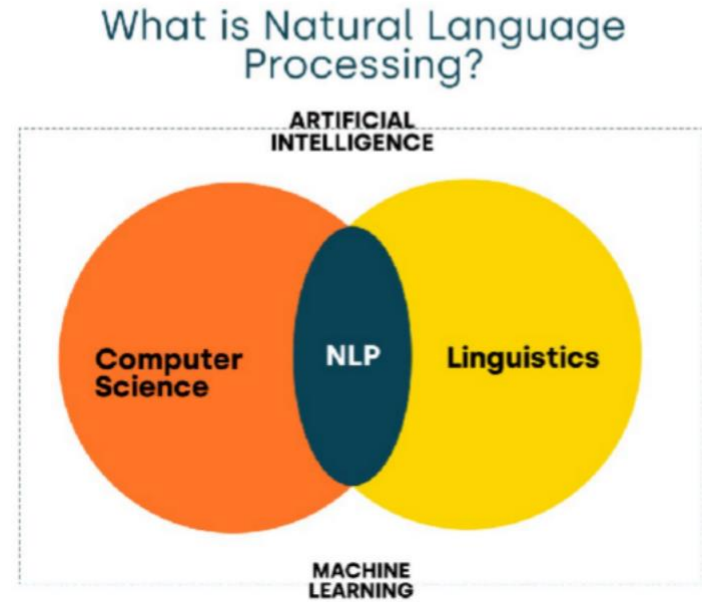 What is Natural Language
Processing?
ARTIFICIAL
INTELLIGENCE
Computer
Science
NLP
Linguistics
MACHINE
LEARNING